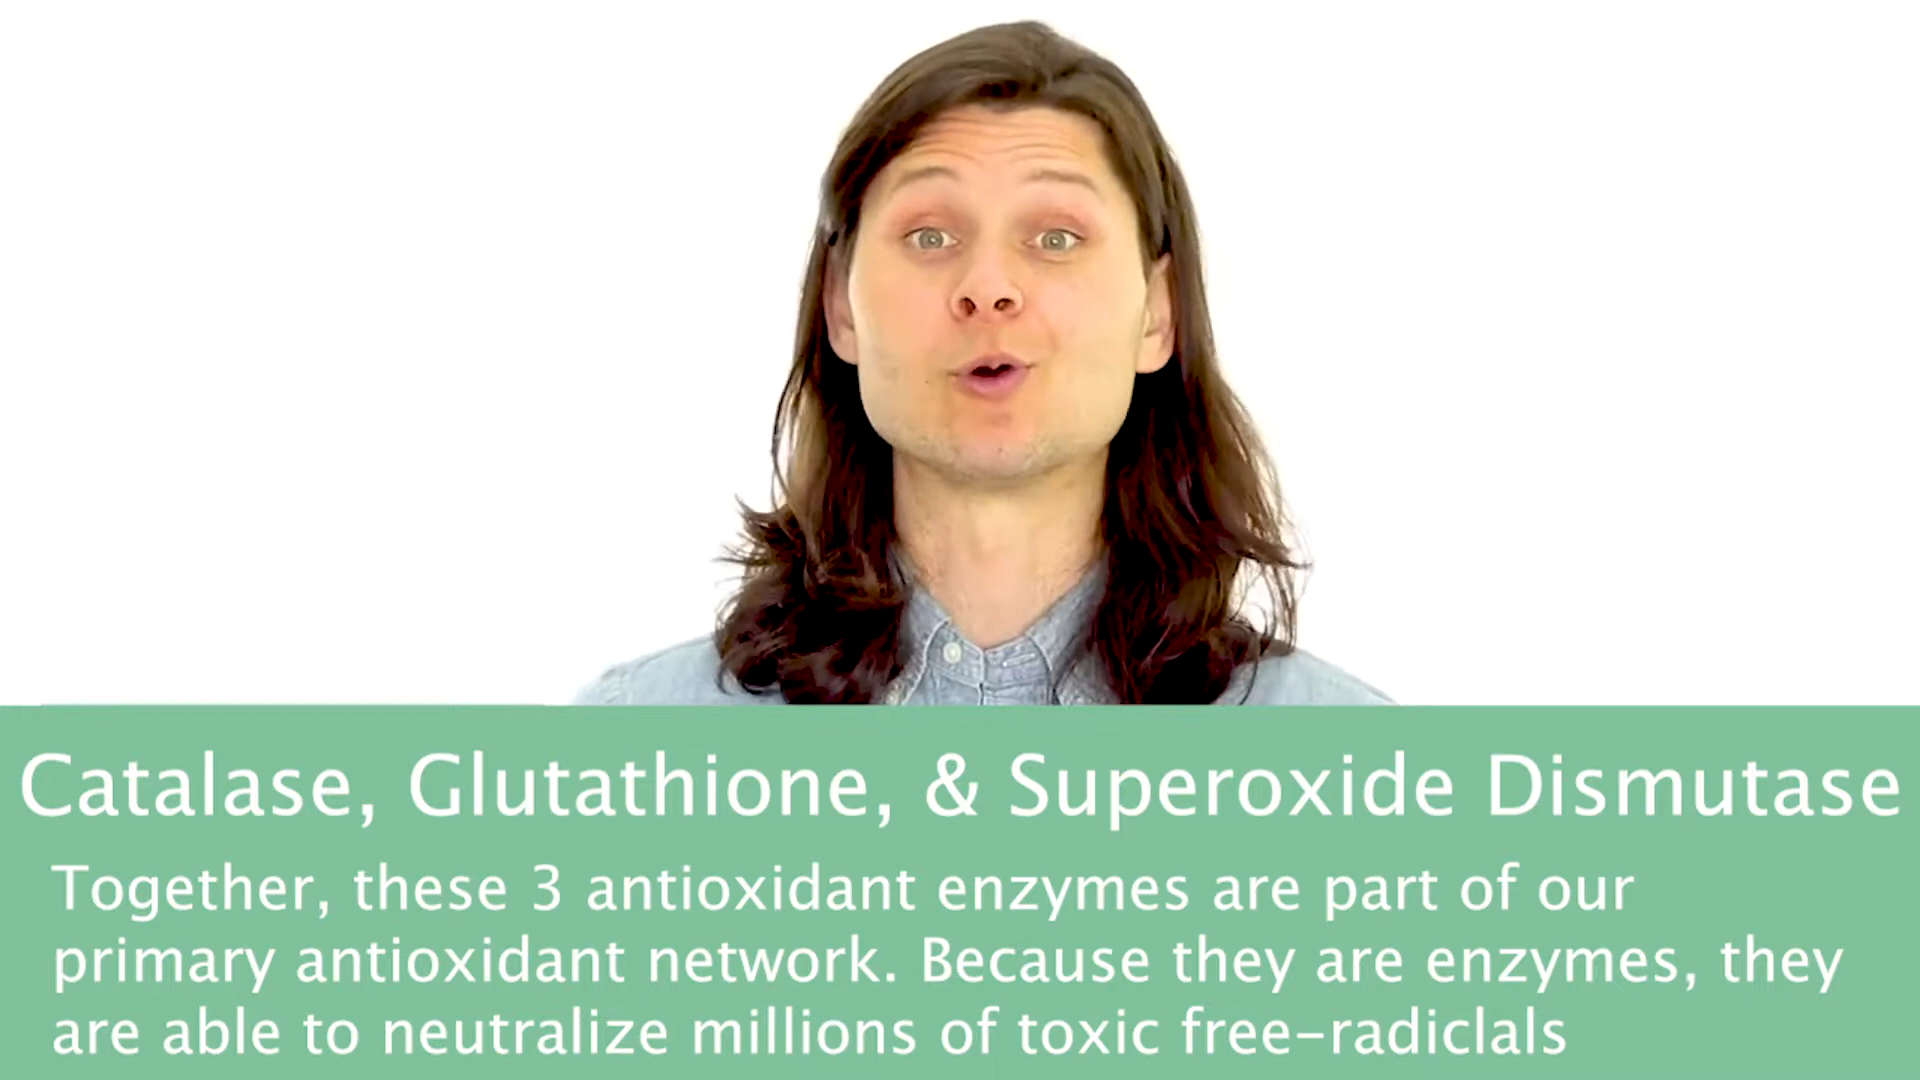 Catalase, Glutathione, & Superoxide Dismutase
Together, these 3 antioxidant enzymes are part of our
primary antioxidant network. Because they are enzymes, they
are able to neutralize millions of toxic free-radiclals